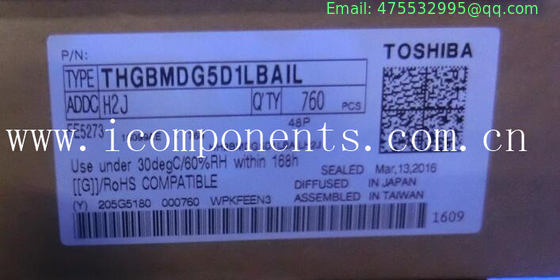 Email: 475532995@qq.com
P/N:
TOSHIBA
TYPE THGBMDG5D1LBAIL
ADDC H2J Q'TY 760 PCS
48P
EE5273
www.icomponents.com.cn
Use under 30degC/60%RH within 168h
SEALED Mar,13,2016
[[G]]/RoHS COMPATIBLE
DIFFUSED IN JAPAN
ASSEMBLED IN TAIWAN
(Y) 205G5180 000760 WPKFEEN3
1609